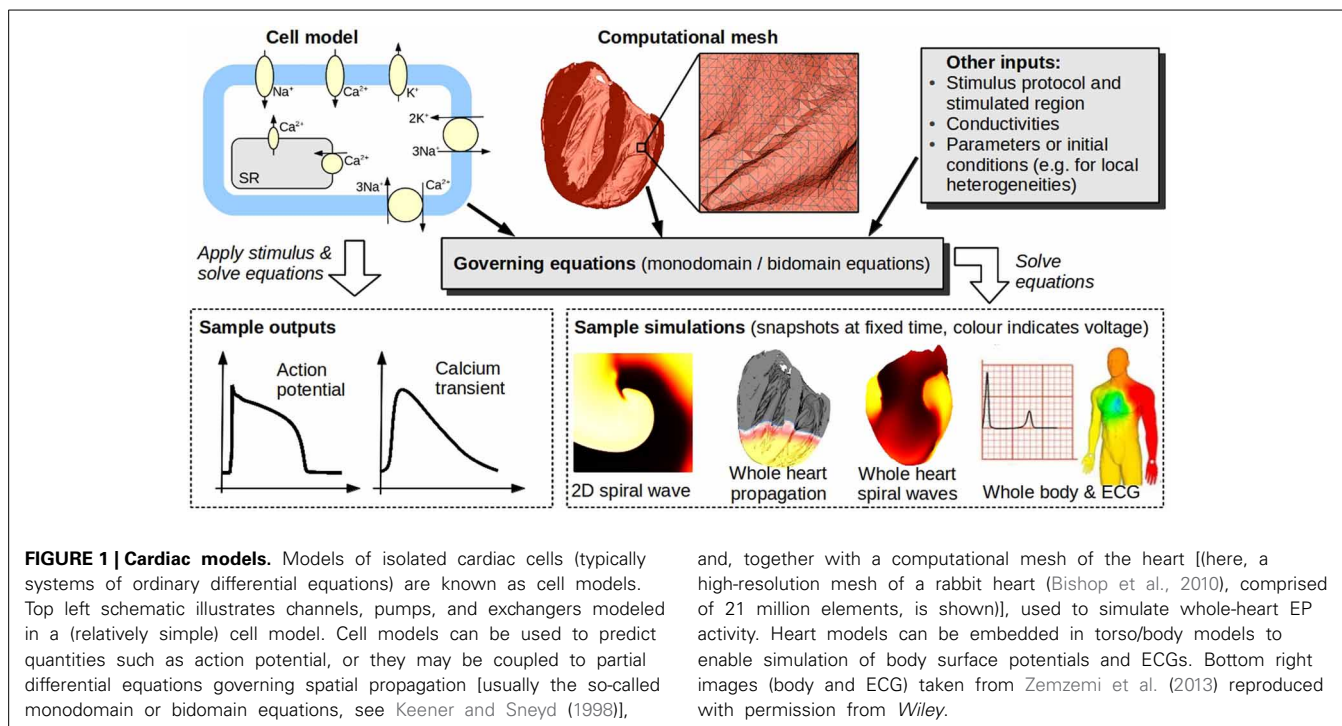 Cell model
Na⁺
Ca²⁺
K⁺
Ca²⁺
Ca²⁺
SR
2K⁺
3Na⁺
3Na⁺
Ca²⁺
Computational mesh
Other inputs:
• Stimulus protocol and
stimulated region
• Conductivities
• Parameters or initial
conditions (e.g. for local
heterogeneities)
Apply stimulus &
solve equations
Governing equations (monodomain / bidomain equations)
Solve
equations
Sample outputs
Action
potential
Calcium
transient
Sample simulations (snapshots at fixed time, colour indicates voltage)
2D spiral wave
Whole heart
propagation
Whole heart
spiral waves
Whole body & ECG
FIGURE 1 | Cardiac models. Models of isolated cardiac cells (typically
systems of ordinary differential equations) are known as cell models.
Top left schematic illustrates channels, pumps, and exchangers modeled
in a (relatively simple) cell model. Cell models can be used to predict
quantities such as action potential, or they may be coupled to partial
differential equations governing spatial propagation [usually the so-called
monodomain or bidomain equations, see Keener and Sneyd (1998)],
and, together with a computational mesh of the heart [(here, a
high-resolution mesh of a rabbit heart (Bishop et al., 2010), comprised
of 21 million elements, is shown)], used to simulate whole-heart EP
activity. Heart models can be embedded in torso/body models to
enable simulation of body surface potentials and ECGs. Bottom right
images (body and ECG) taken from Zemzemi et al. (2013) reproduced
with permission from Wiley.